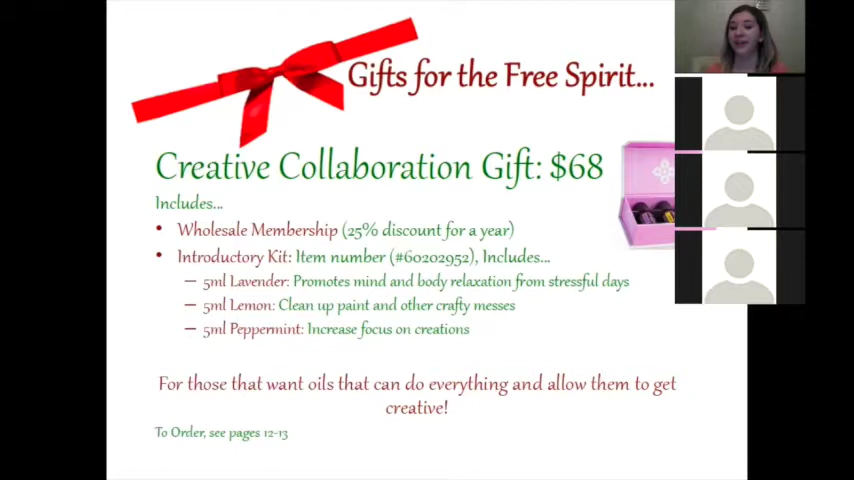 Gifts for the Free Spirit...
Creative Collaboration Gift: $68
Includes...
• Wholesale Membership (25% discount for a year)
• Introductory Kit: Item number (#60202952), Includes...
– 5ml Lavender: Promotes mind and body relaxation from stressful days
– 5ml Lemon: Clean up paint and other crafty messes
– 5ml Peppermint: Increase focus on creations
For those that want oils that can do everything and allow them to get
creative!
To Order, see pages 12-13